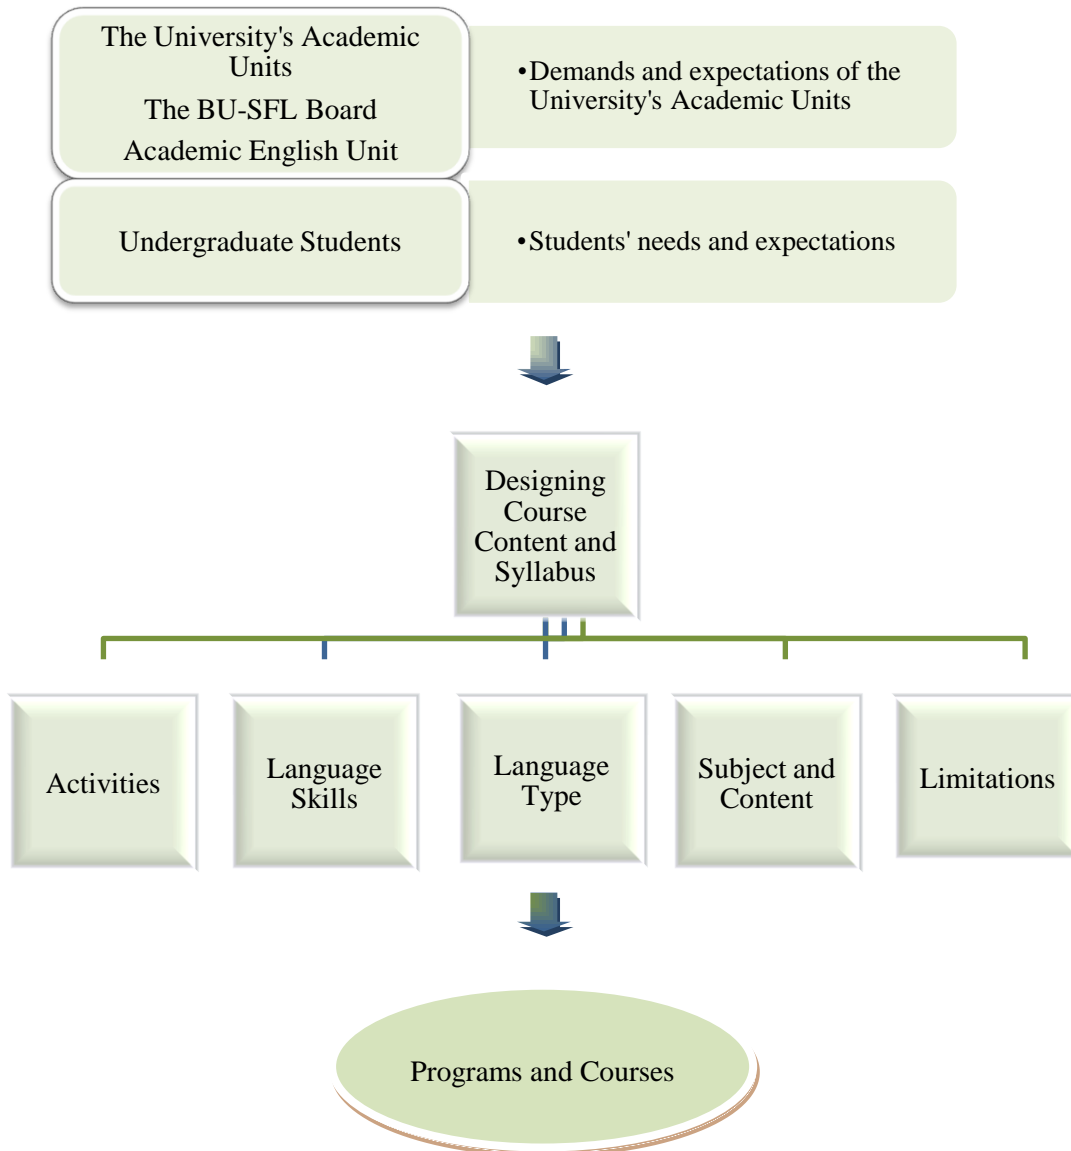 The University's Academic
Units
The BU-SFL Board
Academic English Unit
•Demands and expectations of the
University's Academic Units
Undergraduate Students
•Students' needs and expectations
Designing
Course
Content and
Syllabus
Activities
Language
Skills
Language
Type
Subject and
Content
Limitations
Programs and Courses